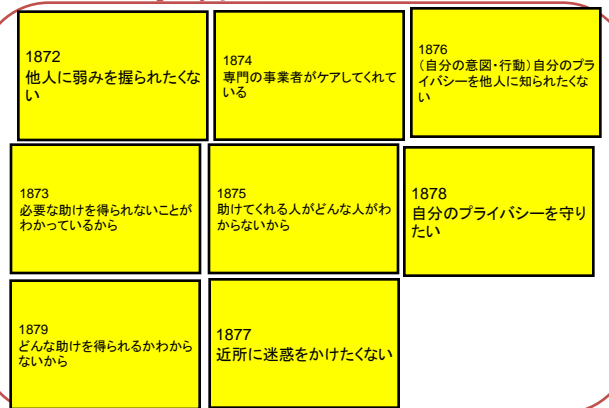 1872
他人に弱みを握られたくな
い
1874
専門の事業者がケアしてくれて
いる
1876
（自分の意図・行動）自分のプラ
イバシーを他人に知られたくな
い
1873
必要な助けを得られないことが
わかっているから
1875
助けてくれる人がどんな人がわ
からないから
1878
自分のプライバシーを守り
たい
1879
どんな助けを得られるかわから
ないから
1877
近所に迷惑をかけたくない